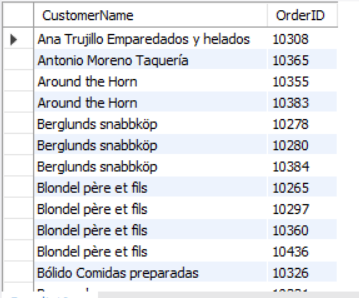 CustomerName OrderID
Ana Trujillo Emparedados y helados 10308
Antonio Moreno Taquería 10365
Around the Horn 10355
Around the Horn 10383
Berglunds snabbköp 10278
Berglunds snabbköp 10280
Berglunds snabbköp 10384
Blondel père et fils 10265
Blondel père et fils 10297
Blondel père et fils 10360
Blondel père et fils 10436
Bólido Comidas preparadas 10326